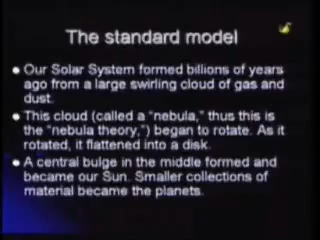 The standard model
Our Solar System formed billions of years
ago from a large swirling cloud of gas and
dust.
This cloud (called a “nebula,” thus this is
the “nebula theory,”) began to rotate. As it
rotated, it flattened into a disk.
A central bulge in the middle formed and
became our Sun. Smaller collections of
material became the planets.